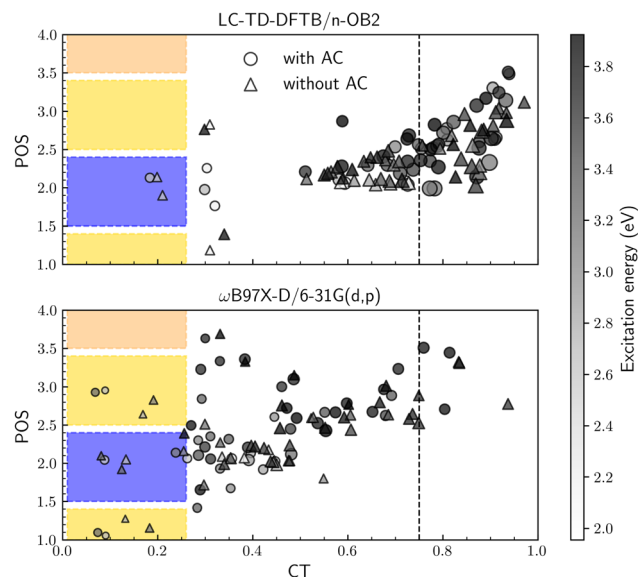 LC-TD-DFTB/n-OB2
4.0
3.5
3.0
2.5
2.0
1.5
1.0
POS
with AC
without AC
ωB97X-D/6-31G(d,p)
4.0
3.5
3.0
2.5
2.0
1.5
1.0
POS
0.0 0.2 0.4 0.6 0.8 1.0
CT
3.8
3.6
3.4
3.2
3.0
2.8
2.6
2.4
2.2
2.0
Excitation energy (eV)